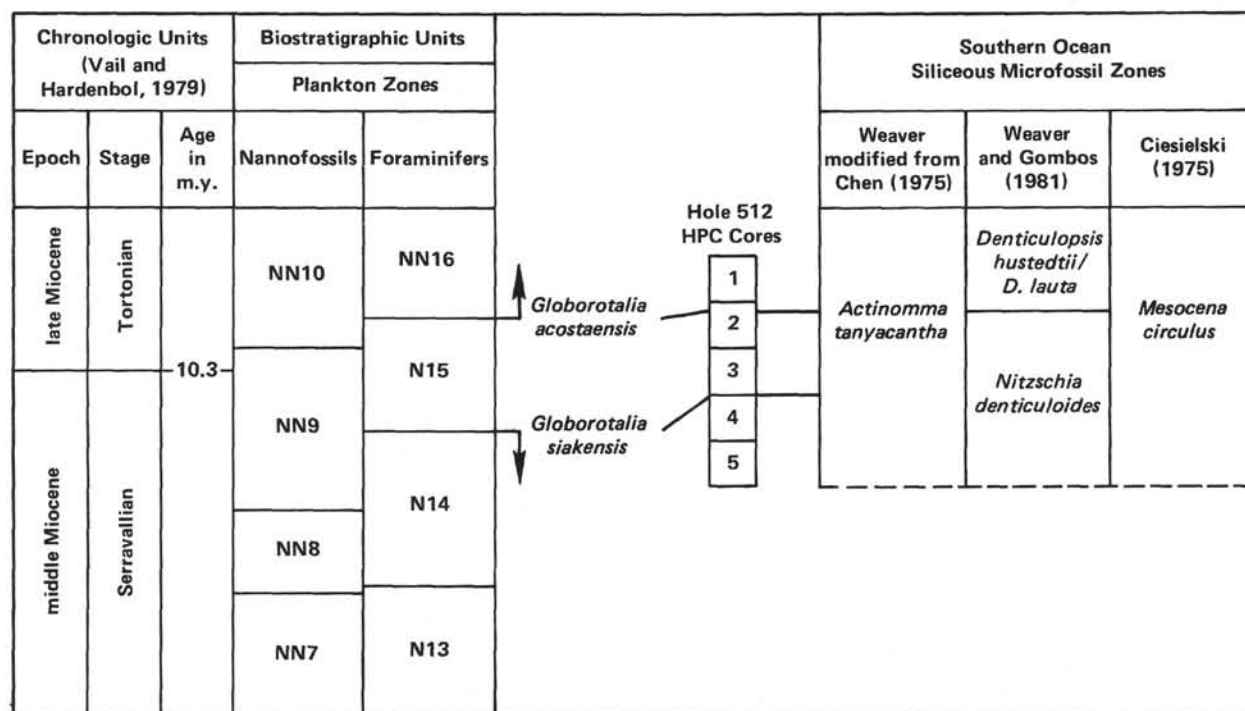 Chronologic Units
(Vail and
Hardenbol, 1979)
Biostratigraphic Units
Plankton Zones
Southern Ocean
Siliceous Microfossil Zones
Epoch
Stage
Age
in
m.y.
Nannofossils
Foraminifers
Weaver
modified from
Chen (1975)
Weaver
and Gombos
(1981)
Ciesielski
(1975)
late Miocene
middle Miocene
Tortonian
Serravallian
10.3
NN10
NN9
NN8
NN7
NN16
N15
N14
N13
Globorotalia
acostaensis
Globorotalia
siakensis
Hole 512
HPC Cores
1
2
3
4
5
Actinomma
tanyacantha
Denticulopsis
hustedtii/
D. lauta
Nitzschia
denticuloides
Mesocena
circulus